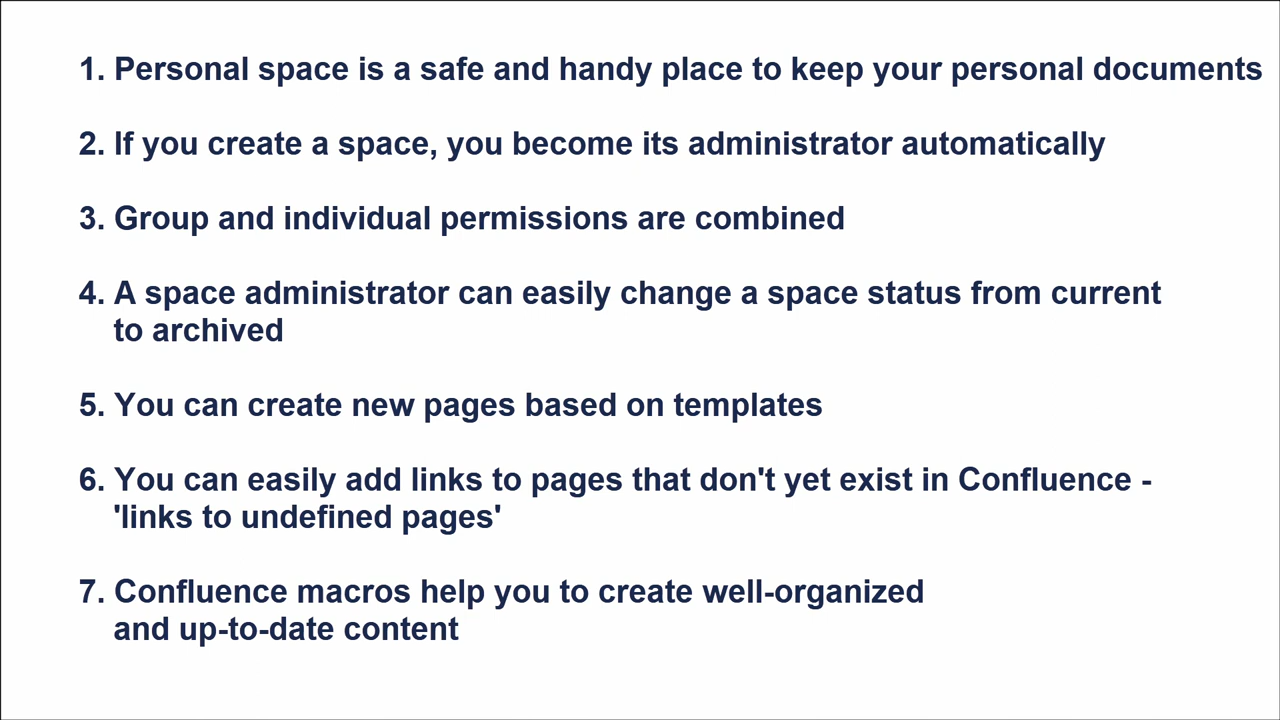 1. Personal space is a safe and handy place to keep your personal documents
2. If you create a space, you become its administrator automatically
3. Group and individual permissions are combined
4. A space administrator can easily change a space status from current
to archived
5. You can create new pages based on templates
6. You can easily add links to pages that don't yet exist in Confluence -
'links to undefined pages'
7. Confluence macros help you to create well-organized
and up-to-date content